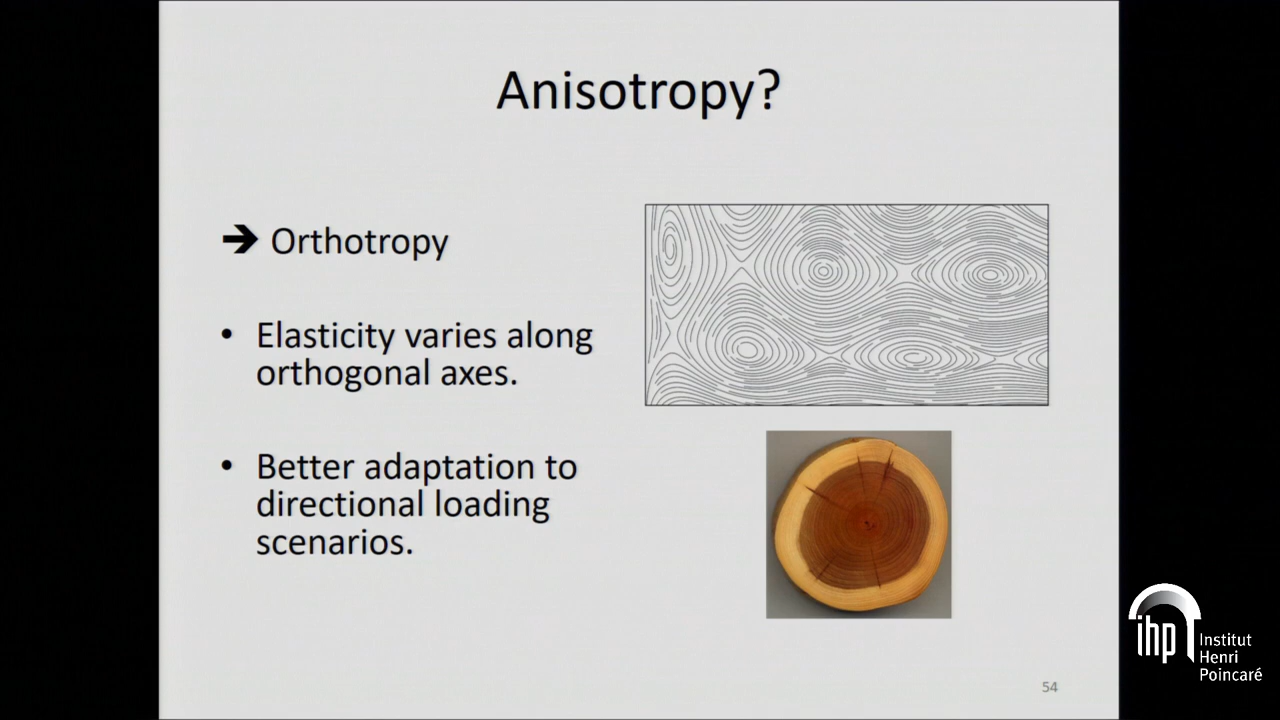 Anisotropy?
➔ Orthotropy
• Elasticity varies along
orthogonal axes.
• Better adaptation to
directional loading
scenarios.
54
ihp
Institut
Henri
Poincaré